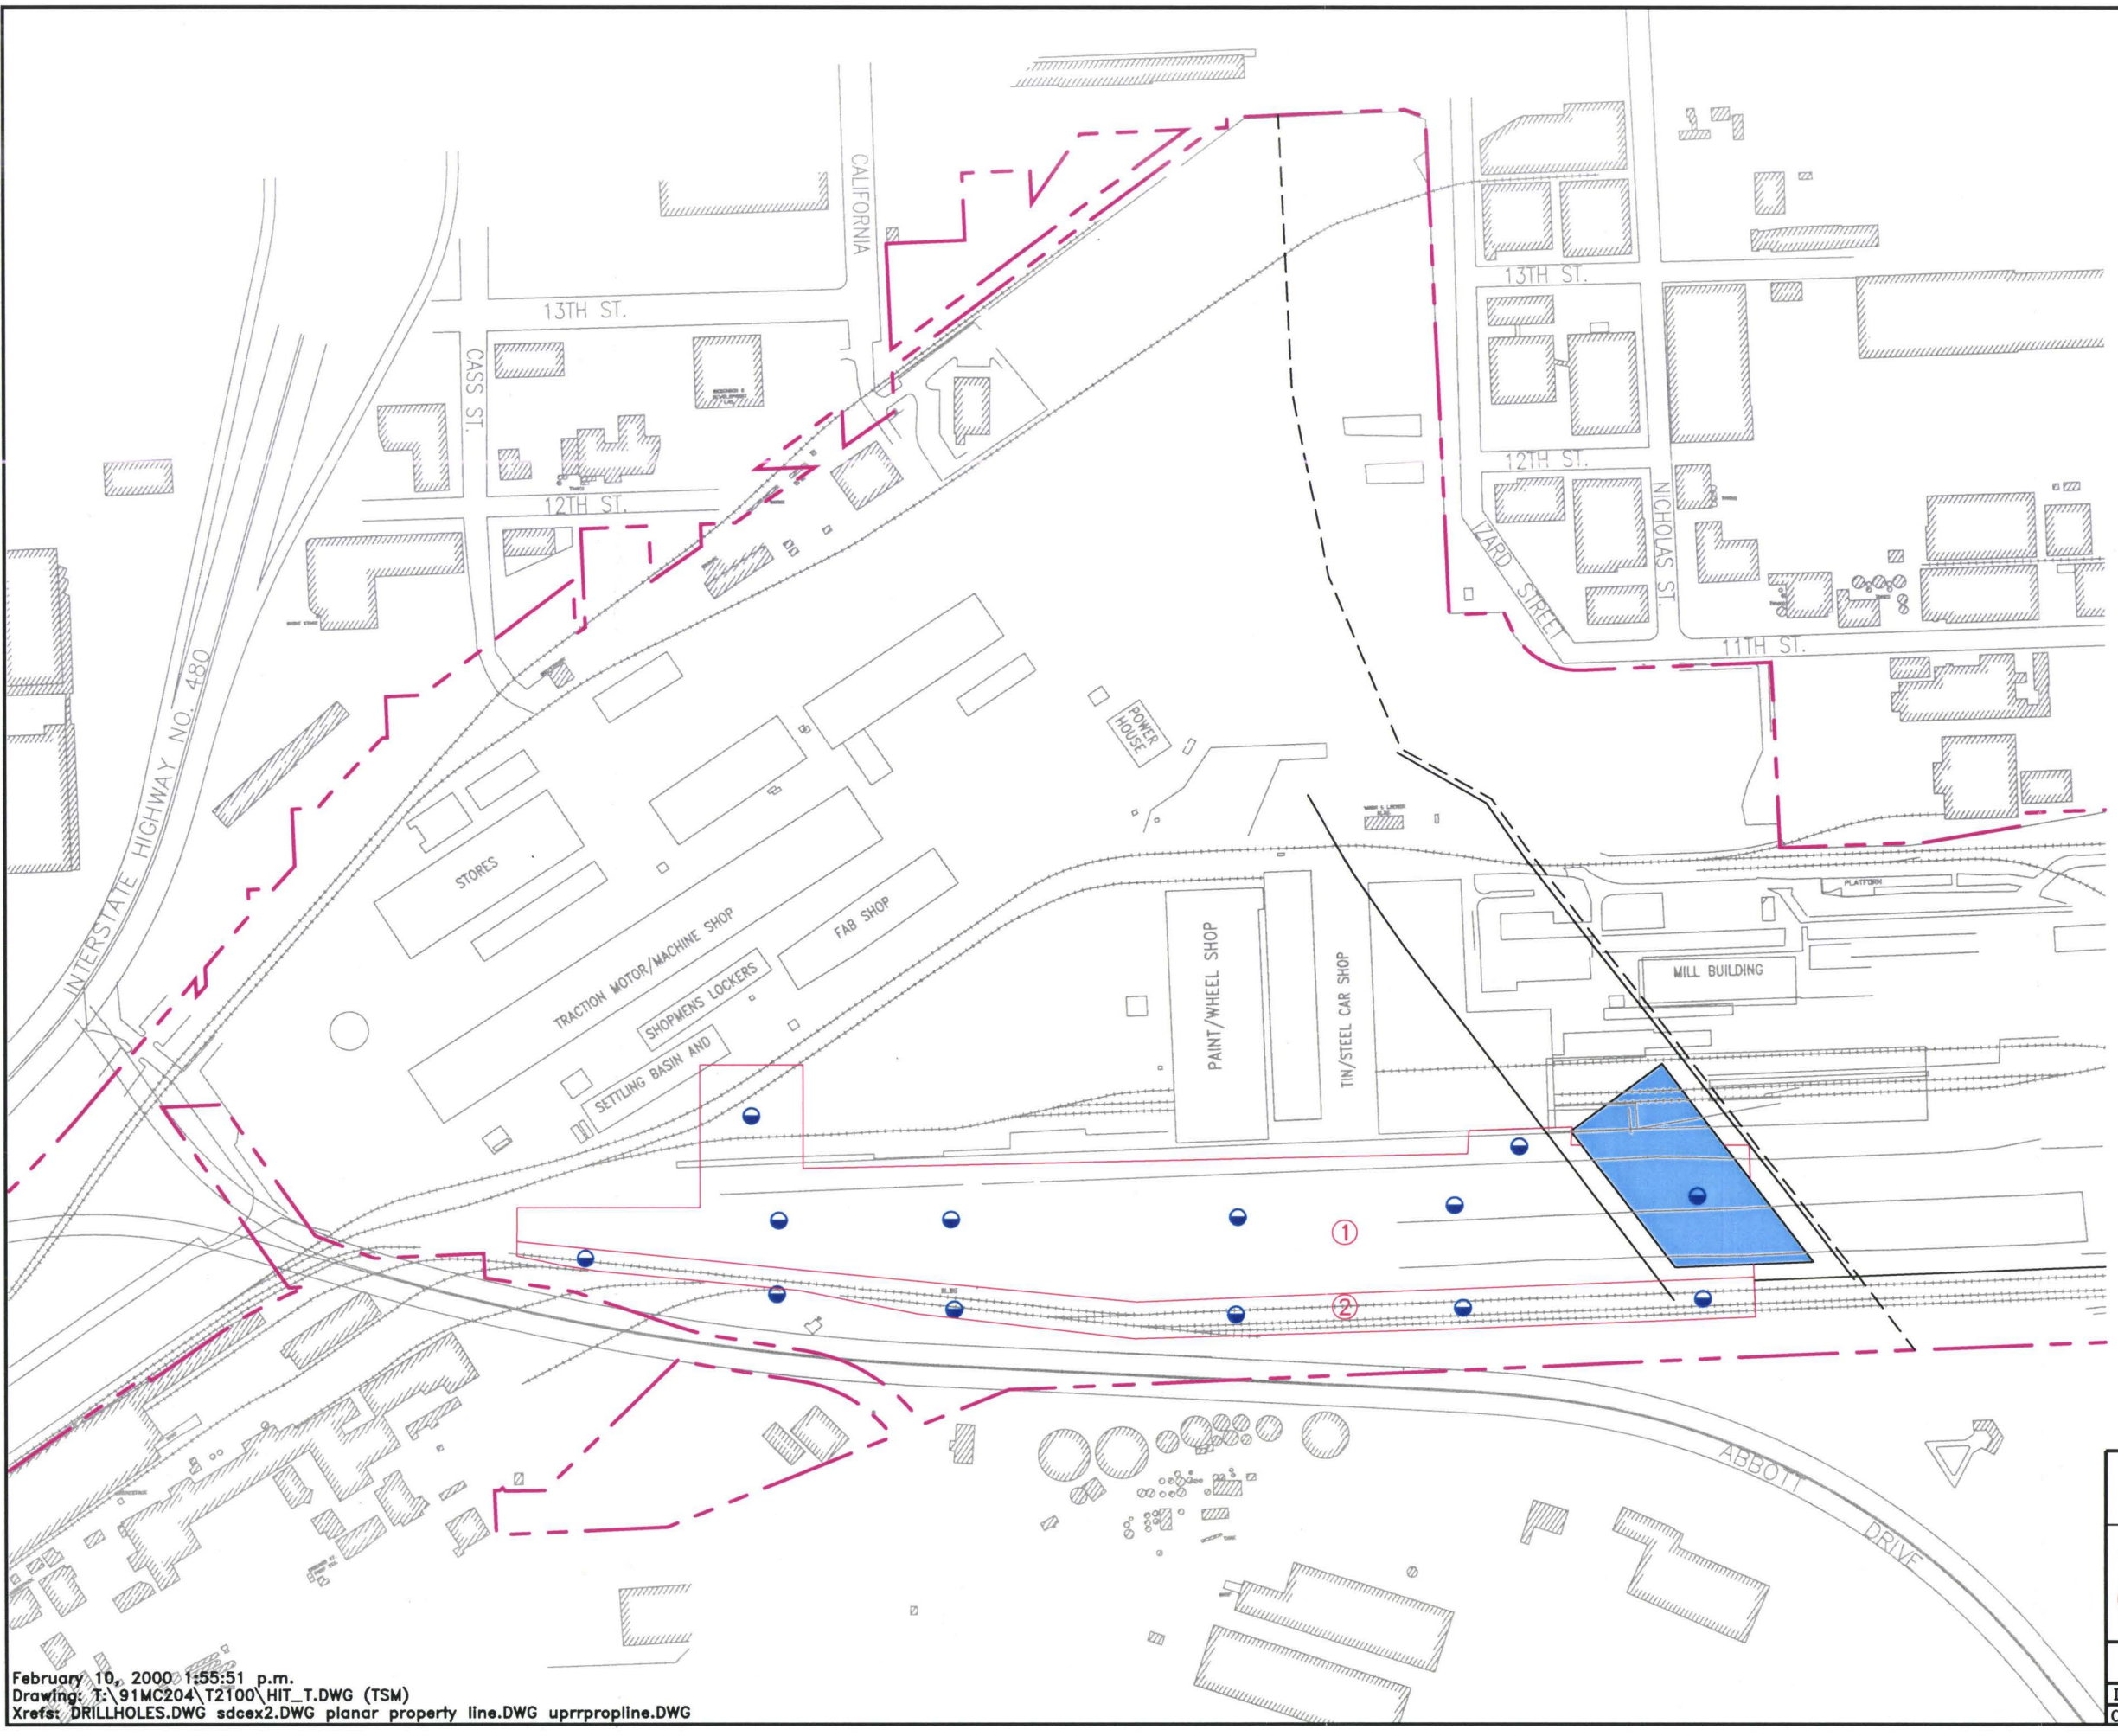 CALIFORNIA
13TH ST.
13TH ST.
CASS ST.
12TH ST.
12TH ST.
IZARD STREET
NICHOLAS ST.
11TH ST.
INTERSTATE HIGHWAY NO. 480
POWER
HOUSE
STORES
PLATFORM
FAB SHOP
TRACTION MOTOR/MACHINE SHOP
PAINT/WHEEL SHOP
TIN/STEEL CAR SHOP
MILL BUILDING
SHOPMENS LOCKERS
SETTLING BASIN AND
1
2
ABBOTT
DRIVE
February 10, 2000 1:55:51 p.m.
Drawing: T:\91MC204\T2100\HIT_T.DWG (TSM)
Xrefs: DRILLHOLES.DWG sdcex2.DWG planar property line.DWG uprrpropline.DWG